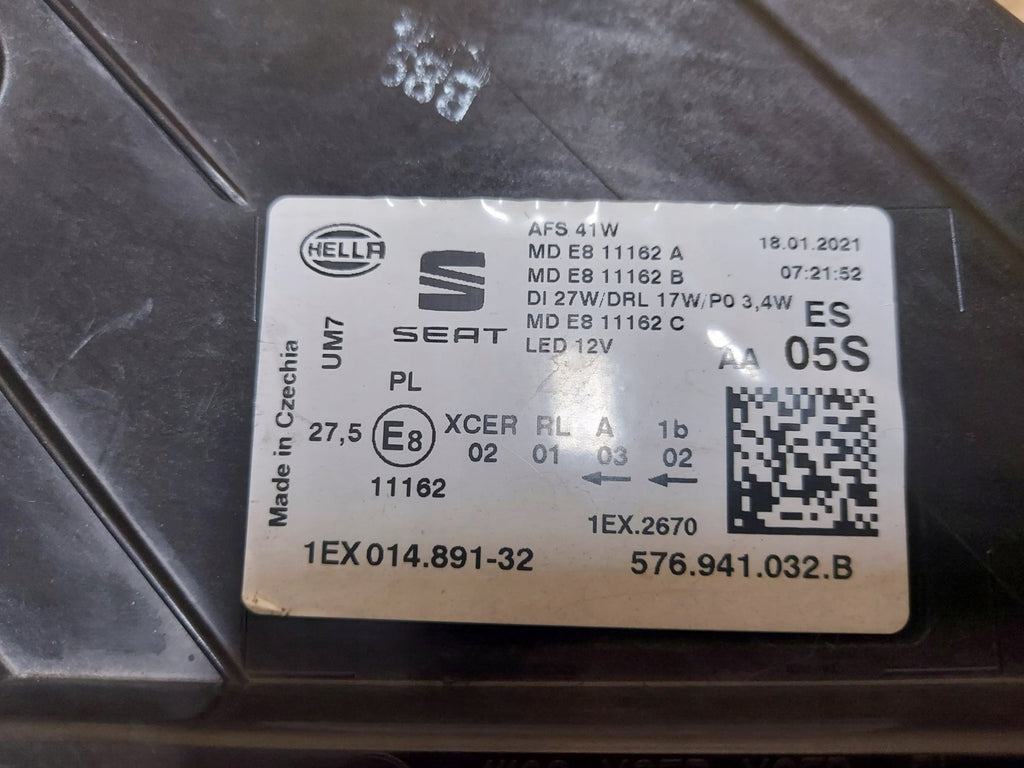 HELLA
SEAT
AFS 41W
MD E8 11162 A
MD E8 11162 B
DI 27W/DRL 17W/PO 3,4W
MD E8 11162 C
LED 12V
18.01.2021
07:21:52
ES
AA 05S
Made in Czechia
UM7
PL
27,5 E8 XCER RL A 1b
02 01 03 02
11162
← ←
1EX.2670
1EX 014.891-32
576.941.032.B